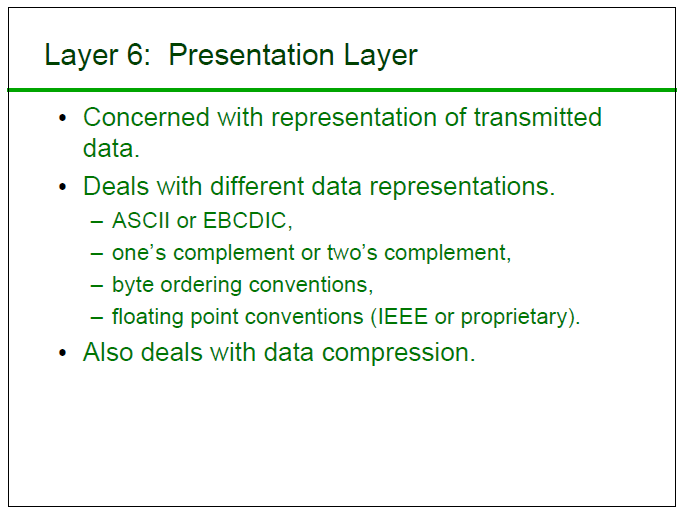 Layer 6:  Presentation Layer
• Concerned with representation of transmitted
data.
• Deals with different data representations.
– ASCII or EBCDIC,
– one’s complement or two’s complement,
– byte ordering conventions,
– floating point conventions (IEEE or proprietary).
• Also deals with data compression.